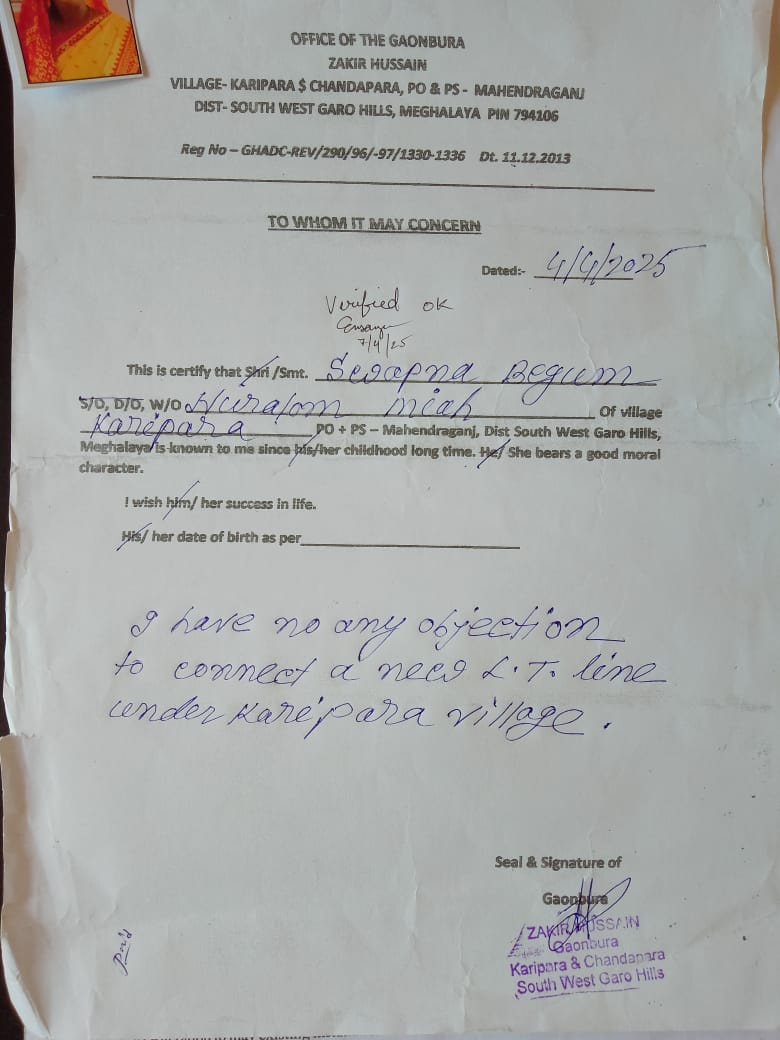 OFFICE OF THE GAONBURA
ZAKIR HUSSAIN
VILLAGE- KARIPARA $ CHANDAPARA, PO & PS - MAHENDRAGANJ
DIST- SOUTH WEST GARO HILLS, MEGHALAYA PIN 794106
Reg No – GHADC-REV/290/96/-97/1330-1336 Dt. 11.12.2013
TO WHOM IT MAY CONCERN
Dated:- 4/4/2025
Verified OK
7/4/25
This is certify that Shri /Smt. Swapna Begum
S/O, D/O, W/O Nuralom Miah Of village
Karipara PO + PS – Mahendraganj, Dist South West Garo Hills,
Meghalaya is known to me since his/her childhood long time. He/ She bears a good moral
character.
I wish him/ her success in life.
His/ her date of birth as per
I have no any objection
to connect a new L.T. line
under Karipara village.
Seal & Signature of
Gaonbura
ZAKIR HUSSAIN
Gaonbura
Karipara & Chandapara
South West Garo Hills